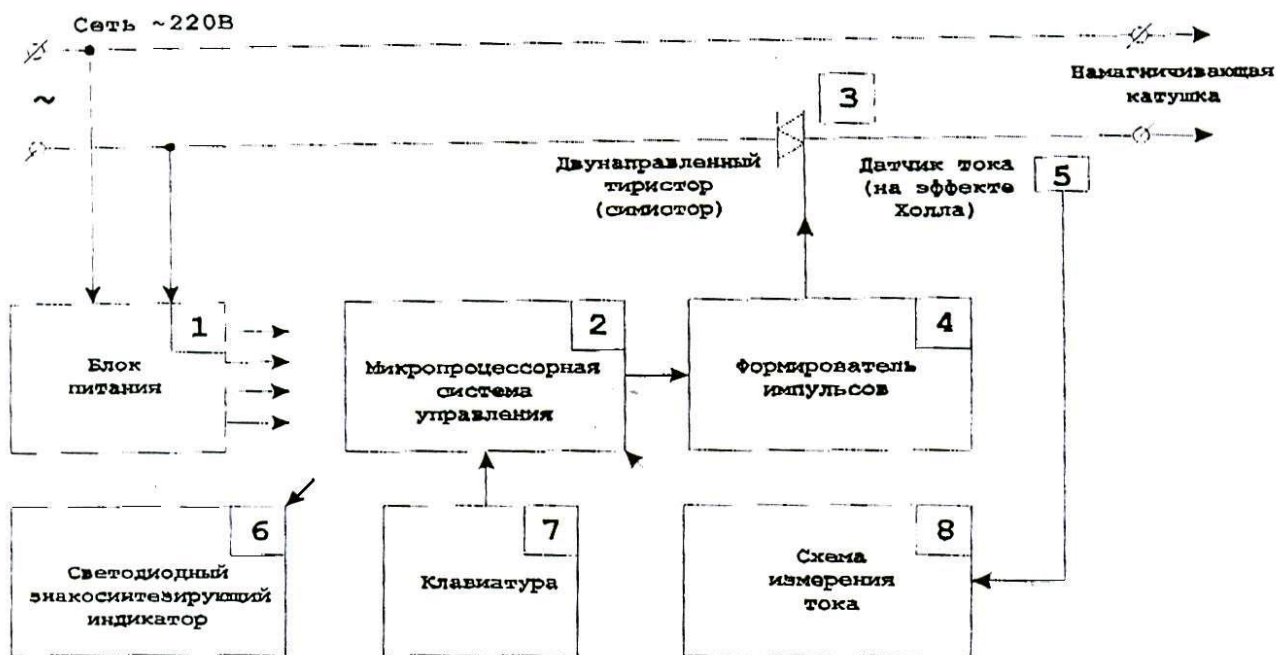 Сеть ~220В
~
Намагничивающая
катушка
3
Двунаправленный
тиристор
(симистор)
Датчик тока
(на эффекте
Холла)
5
1
Блок
питания
2
Микропроцессорная
система
управления
4
Формирователь
импульсов
6
Светодиодный
знакосинтезирующий
индикатор
7
Клавиатура
8
Схема
измерения
тока